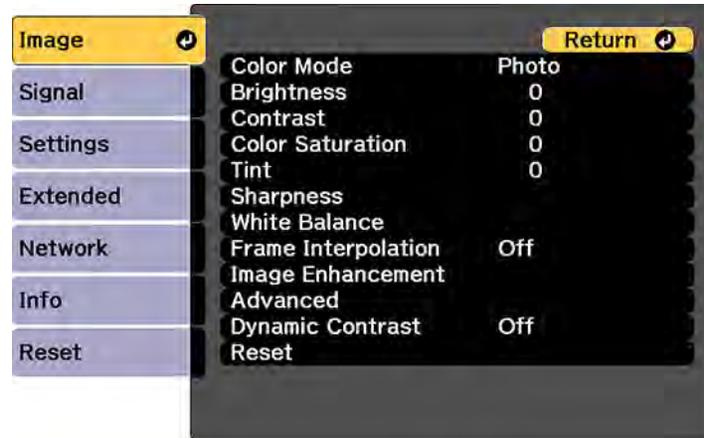 Image
Signal
Settings
Extended
Network
Info
Reset
Return
Color Mode Photo
Brightness 0
Contrast 0
Color Saturation 0
Tint 0
Sharpness
White Balance
Frame Interpolation Off
Image Enhancement
Advanced
Dynamic Contrast Off
Reset